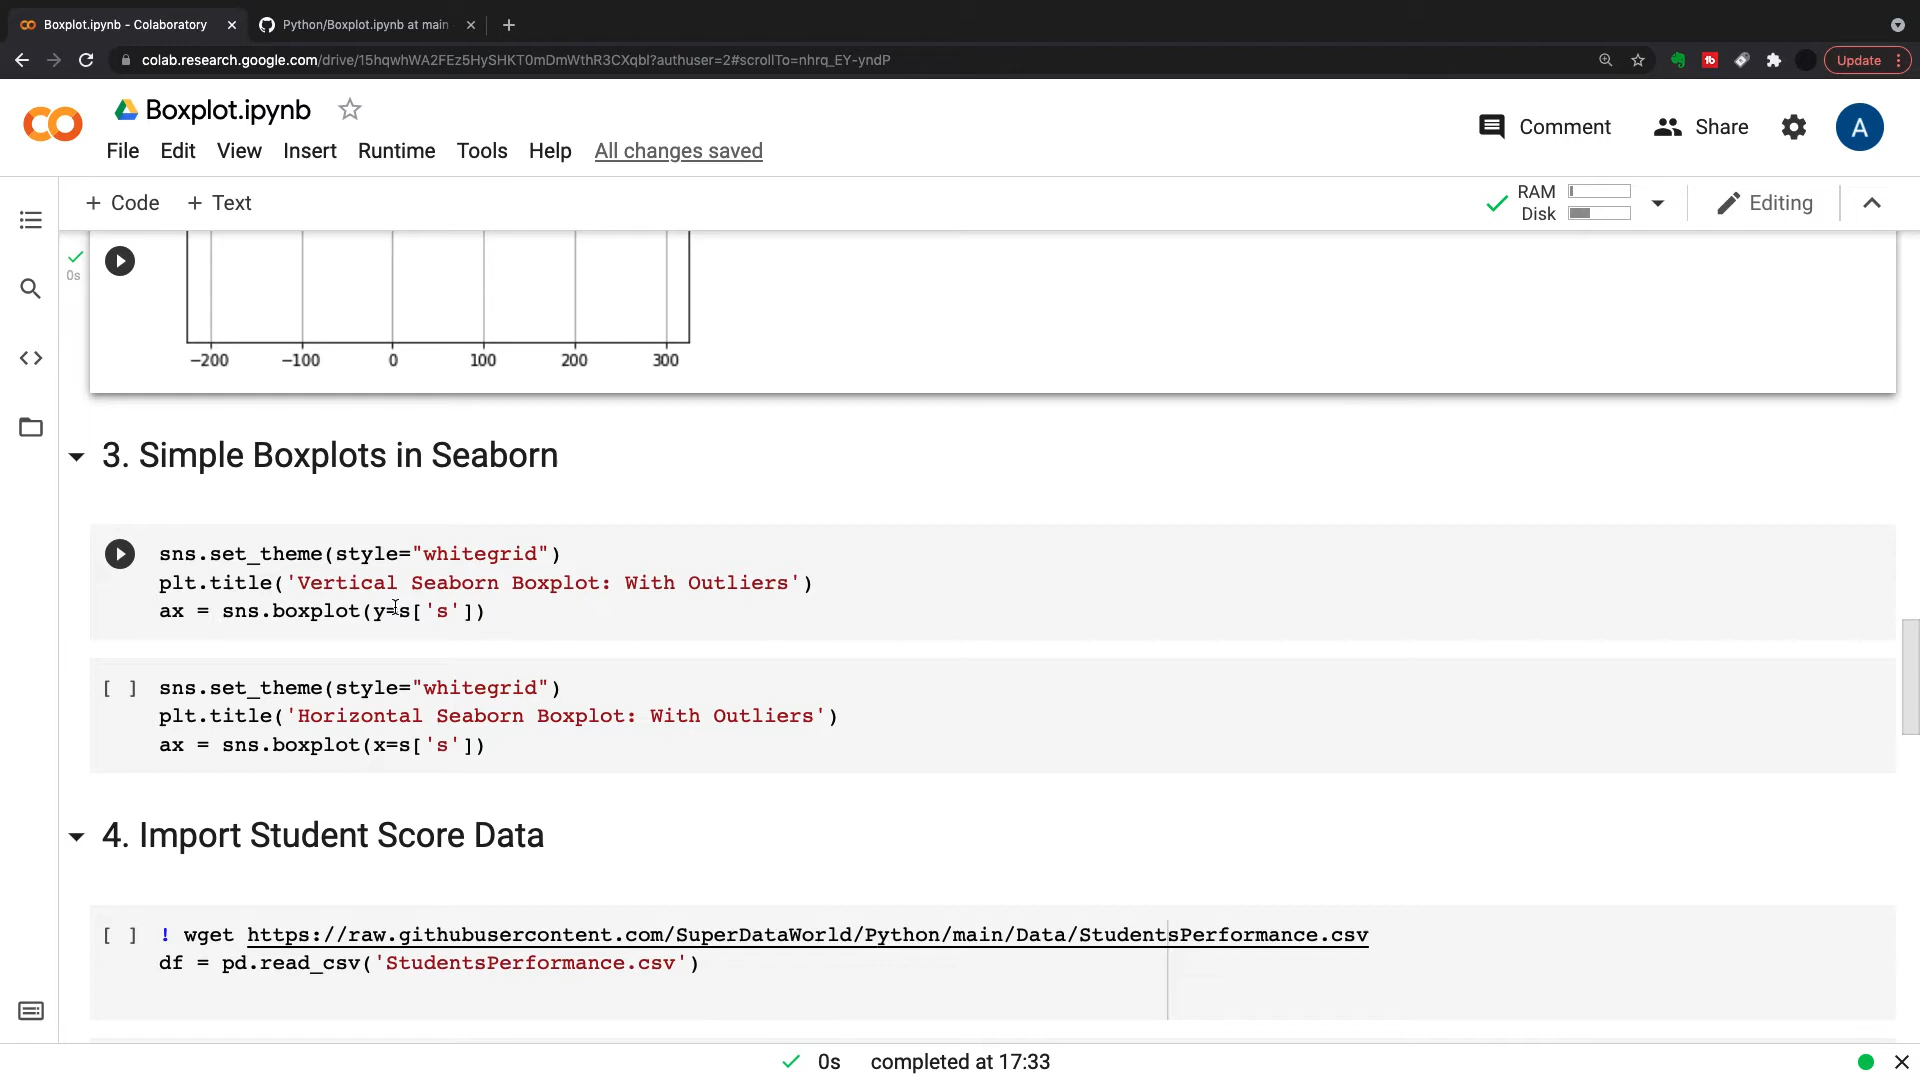 Boxplot.ipynb - Colaboratory
Python/Boxplot.ipynb at main
colab.research.google.com/drive/15hqwhWA2FEz5HySHKT0mDmWthR3CXqbl?authuser=2#scrollTo=nhrq_EY-yndP
Update
Boxplot.ipynb
Comment
Share
A
File Edit View Insert Runtime Tools Help All changes saved
+ Code + Text
RAM
Disk
Editing
0s
−200 −100 0 100 200 300
3. Simple Boxplots in Seaborn
sns.set_theme(style="whitegrid")
plt.title('Vertical Seaborn Boxplot: With Outliers')
ax = sns.boxplot(y=s['s'])
[ ] sns.set_theme(style="whitegrid")
plt.title('Horizontal Seaborn Boxplot: With Outliers')
ax = sns.boxplot(x=s['s'])
4. Import Student Score Data
[ ] ! wget https://raw.githubusercontent.com/SuperDataWorld/Python/main/Data/StudentsPerformance.csv
df = pd.read_csv('StudentsPerformance.csv')
0s completed at 17:33